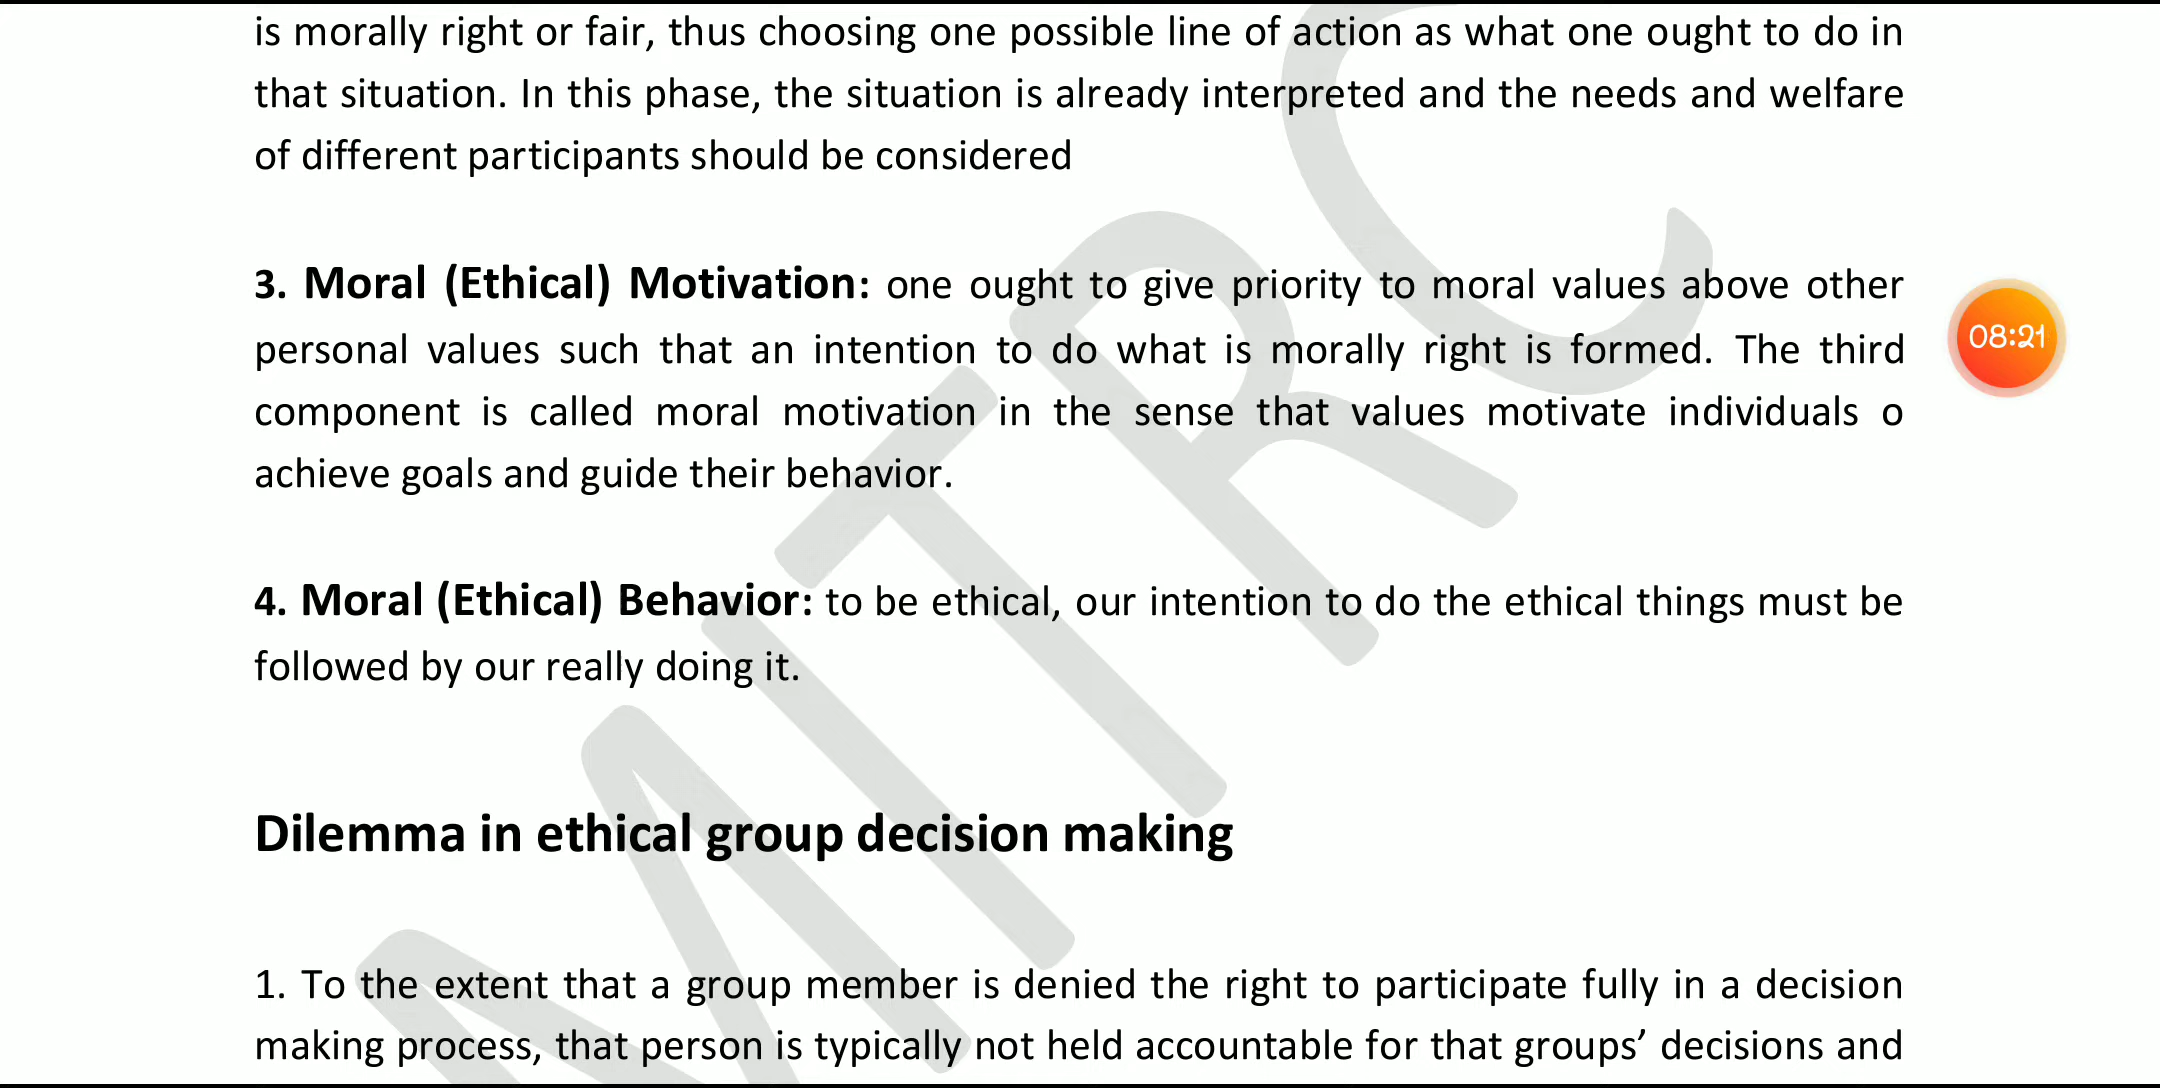 is morally right or fair, thus choosing one possible line of action as what one ought to do in
that situation. In this phase, the situation is already interpreted and the needs and welfare
of different participants should be considered
3. Moral (Ethical) Motivation: one ought to give priority to moral values above other
personal values such that an intention to do what is morally right is formed. The third
component is called moral motivation in the sense that values motivate individuals o
achieve goals and guide their behavior.
08:21
4. Moral (Ethical) Behavior: to be ethical, our intention to do the ethical things must be
followed by our really doing it.
Dilemma in ethical group decision making
1. To the extent that a group member is denied the right to participate fully in a decision
making process, that person is typically not held accountable for that groups’ decisions and
MITRC